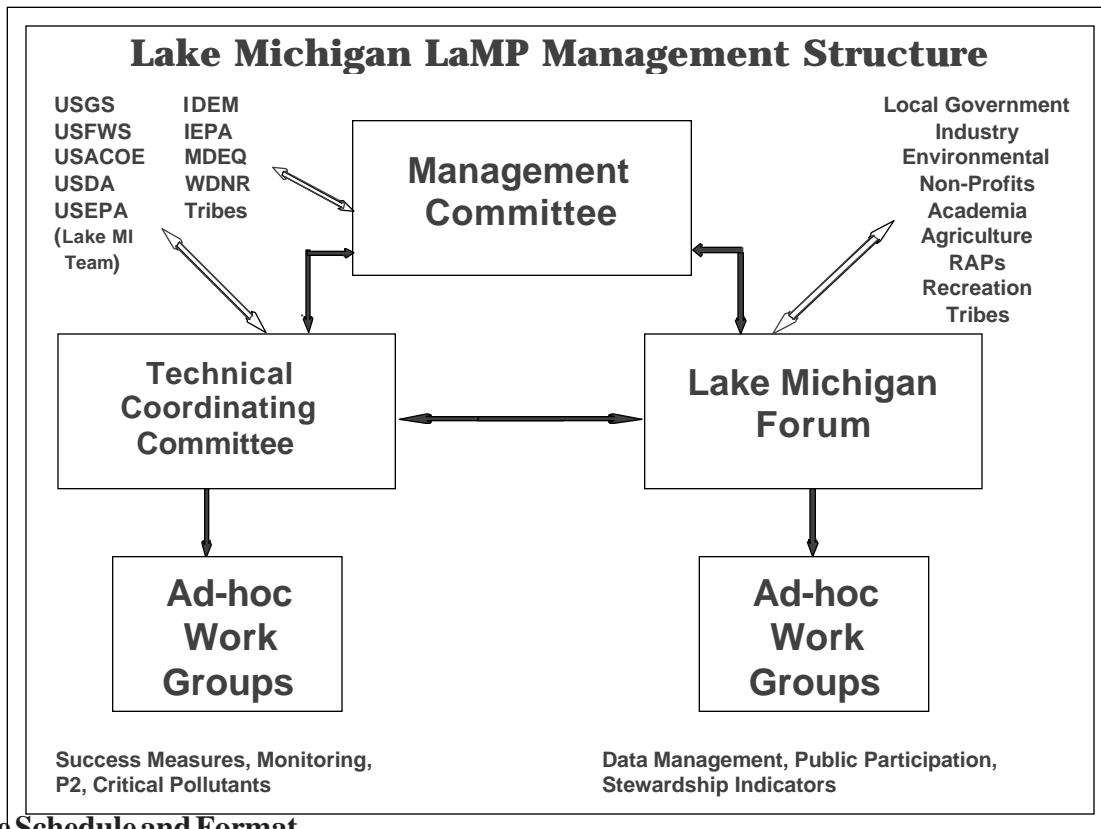 Lake Michigan LaMP Management Structure
USGS
USFWS
USACOE
USDA
USEPA
(Lake MI
Team)
IDEM
IEPA
MDEQ
WDNR
Tribes
Management
Committee
Local Government
Industry
Environmental
Non-Profits
Academia
Agriculture
RAPs
Recreation
Tribes
Technical
Coordinating
Committee
Lake Michigan
Forum
Ad-hoc
Work
Groups
Ad-hoc
Work
Groups
Success Measures, Monitoring,
P2, Critical Pollutants
Data Management, Public Participation,
Stewardship Indicators
e Schedule and Format